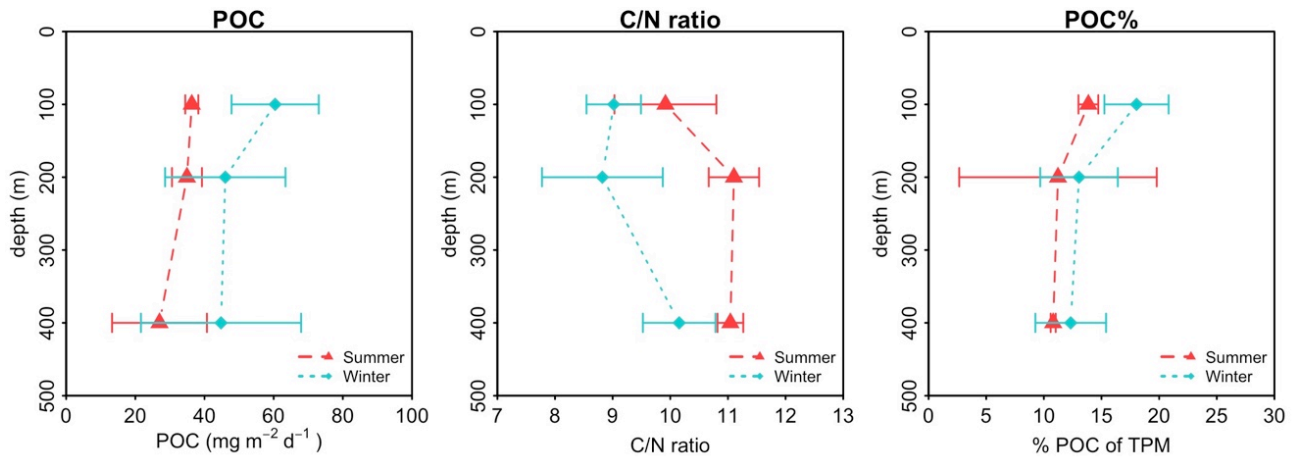 POC
0
100
200
300
400
500
depth (m)
0 20 40 60 80 100
POC (mg m⁻² d⁻¹ )
Summer
Winter
C/N ratio
0
100
200
300
400
500
depth (m)
7 8 9 10 11 12 13
C/N ratio
Summer
Winter
POC%
0
100
200
300
400
500
depth (m)
0 5 10 15 20 25 30
% POC of TPM
Summer
Winter